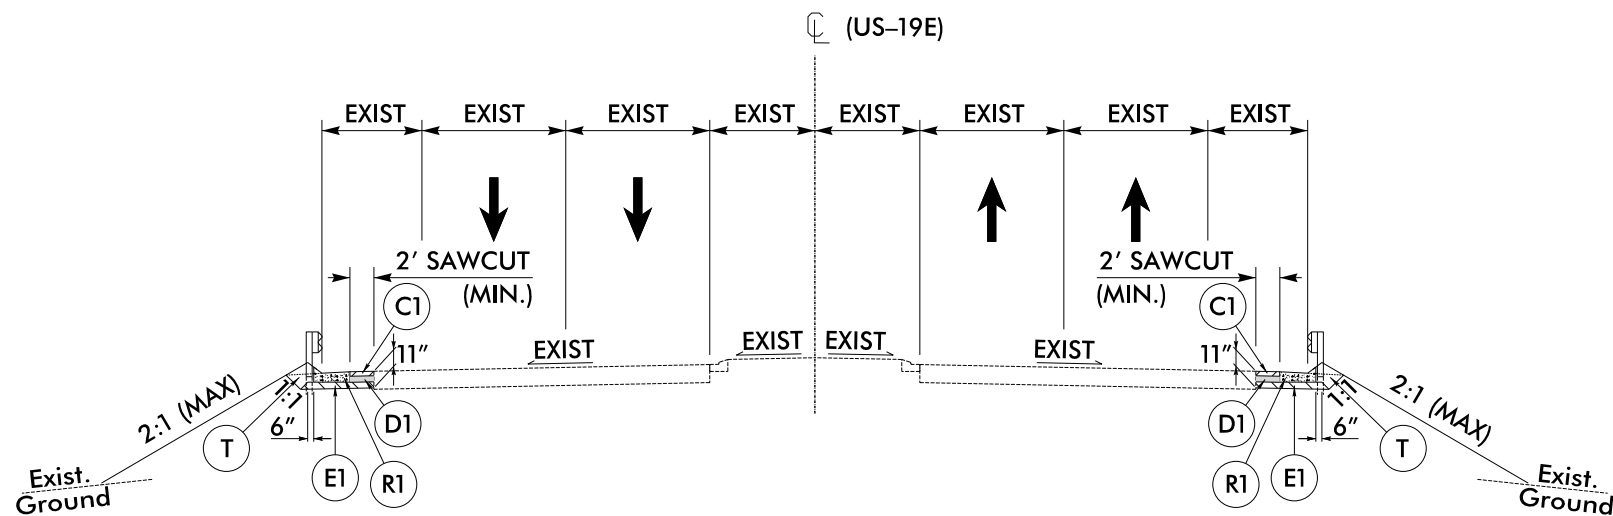 CL (US–19E)
EXIST EXIST EXIST EXIST EXIST EXIST EXIST EXIST
2' SAWCUT
(MIN.)
2' SAWCUT
(MIN.)
C1
C1
11"
EXIST
EXIST
EXIST
EXIST
11"
2:1 (MAX)
1:1
6"
T
E1
R1
D1
Exist.
Ground
D1
R1
E1
6"
1:1
T
2:1 (MAX)
Exist.
Ground